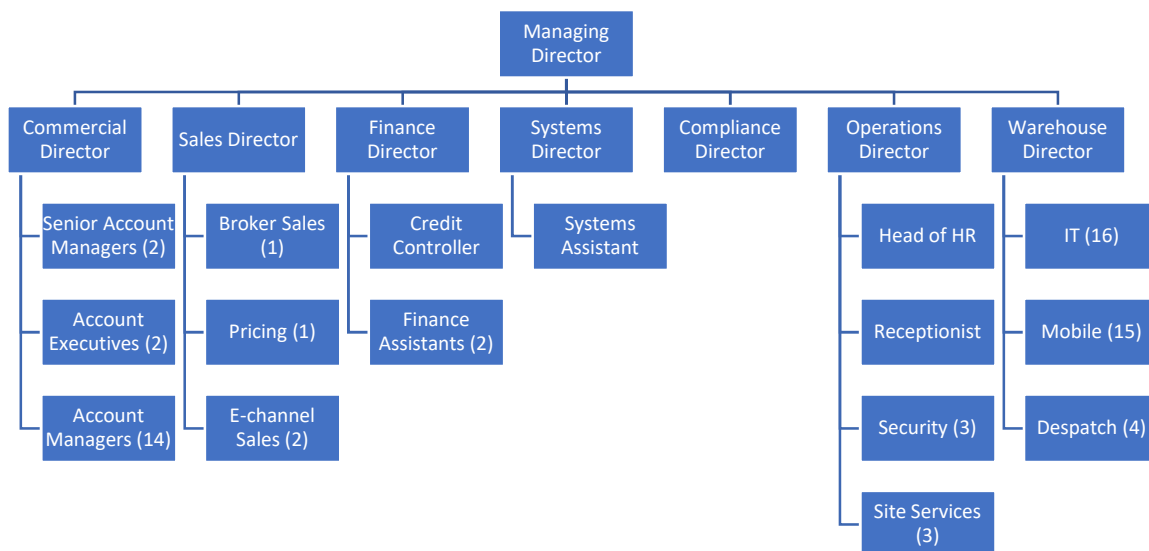 Managing
Director
Commercial
Director
Sales Director
Finance
Director
Systems
Director
Compliance
Director
Operations
Director
Warehouse
Director
Senior Account
Managers (2)
Broker Sales
(1)
Credit
Controller
Systems
Assistant
Head of HR
IT (16)
Account
Executives (2)
Pricing (1)
Finance
Assistants (2)
Receptionist
Mobile (15)
Account
Managers (14)
E-channel
Sales (2)
Security (3)
Despatch (4)
Site Services
(3)